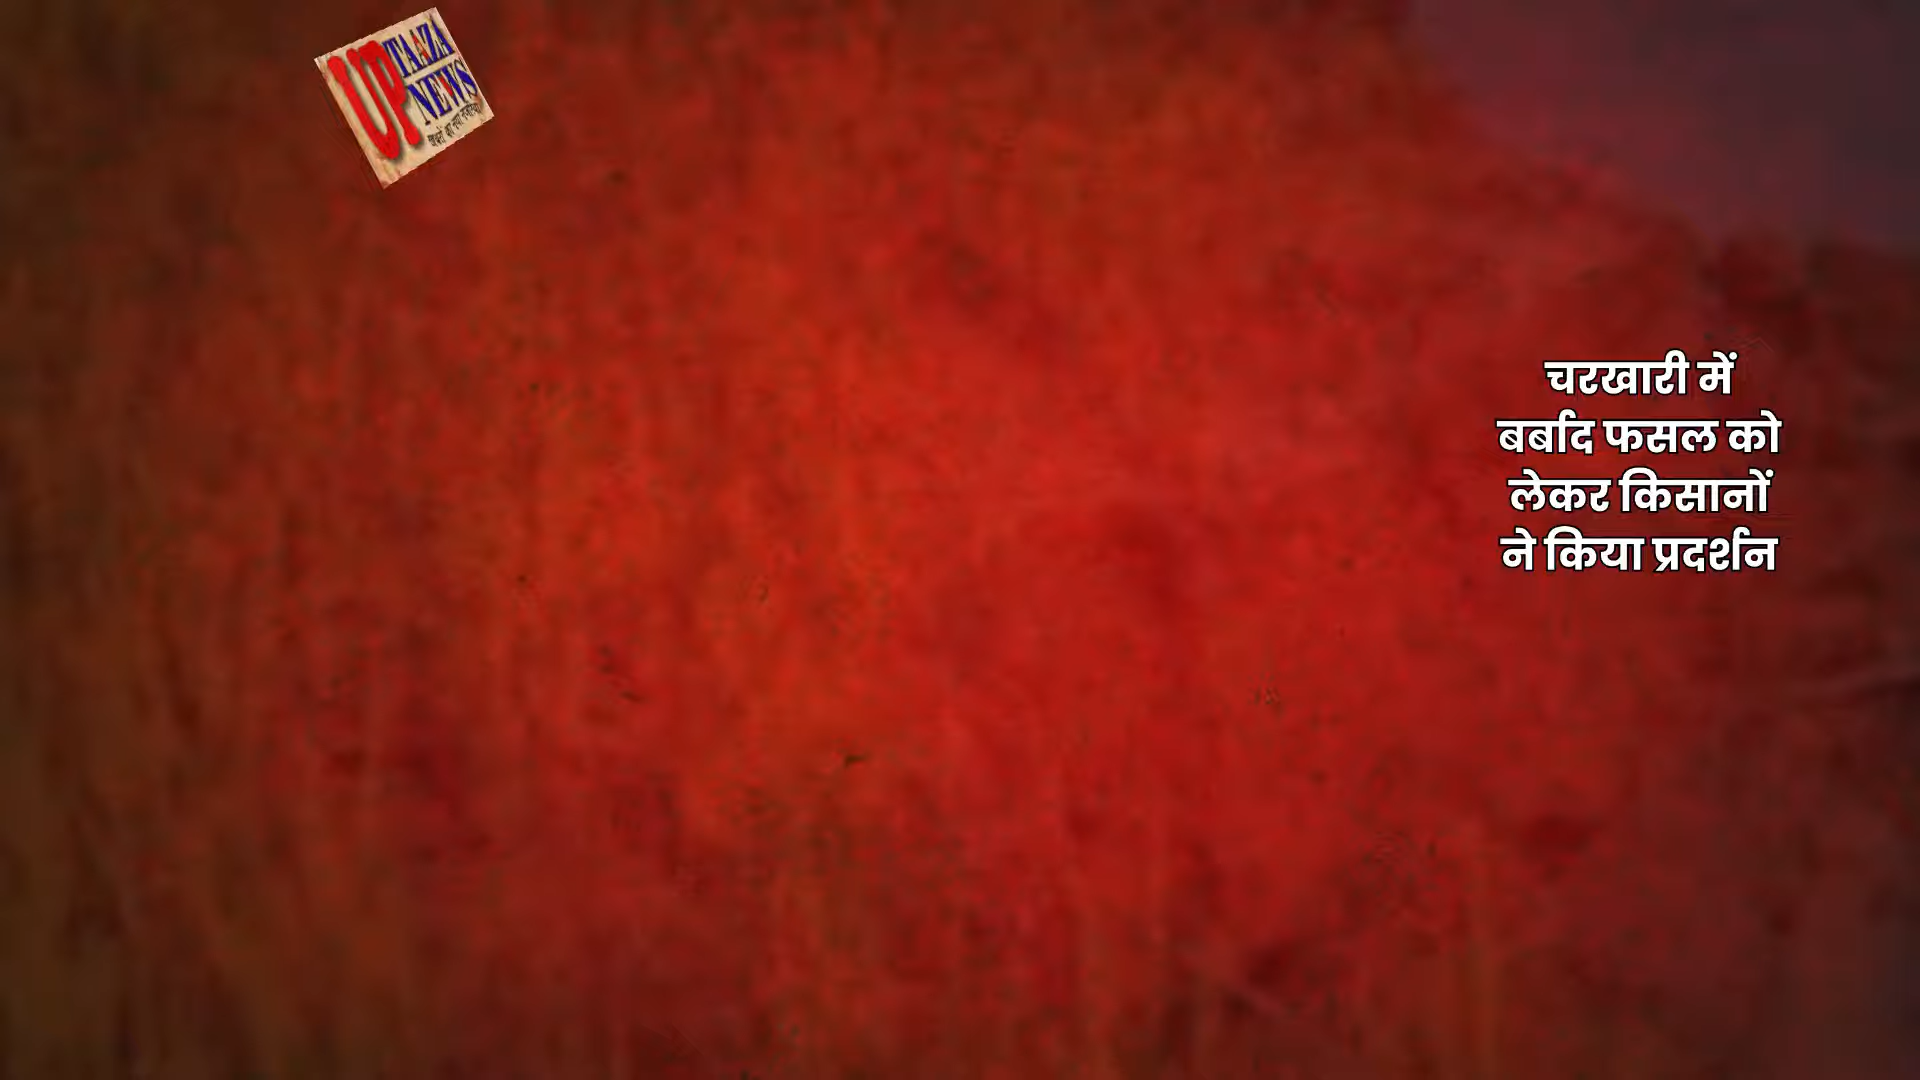 UP TAAZA
NEWS
चरखारी में
बर्बाद फसल को
लेकर किसानों
ने किया प्रदर्शन